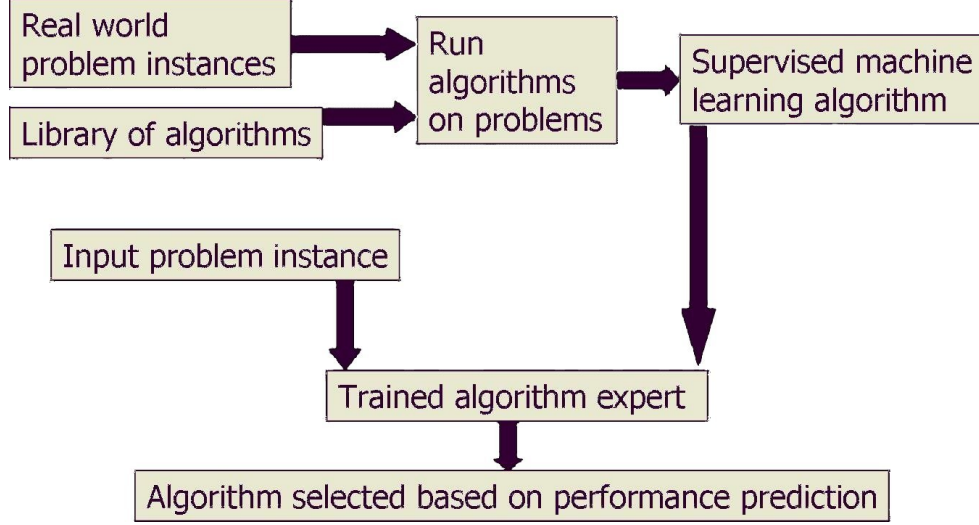 Real world
problem instances
Library of algorithms
Run
algorithms
on problems
Supervised machine
learning algorithm
Input problem instance
Trained algorithm expert
Algorithm selected based on performance prediction